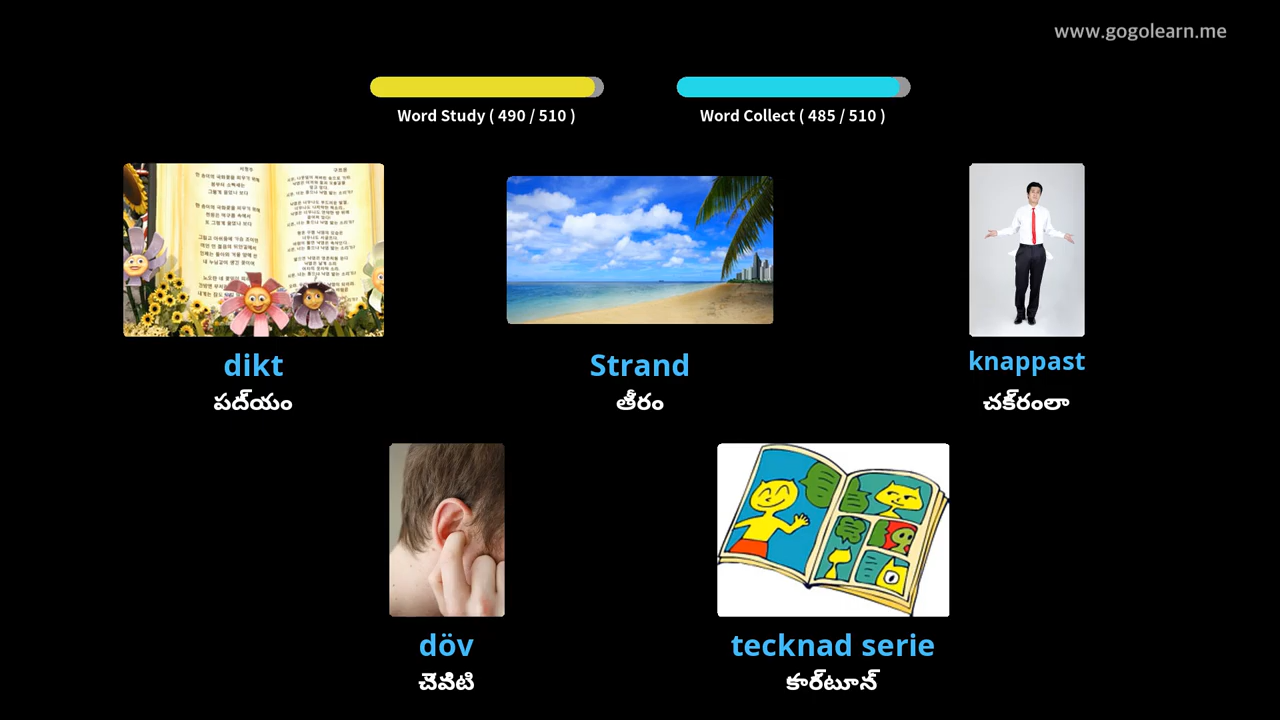 www.gogolearn.me
Word Study ( 490 / 510 )
Word Collect ( 485 / 510 )
dikt
పద్‌యం
Strand
తీరం
knappast
చక్‌రంలా
döv
చెవిటి
tecknad serie
కార్‌టూన్